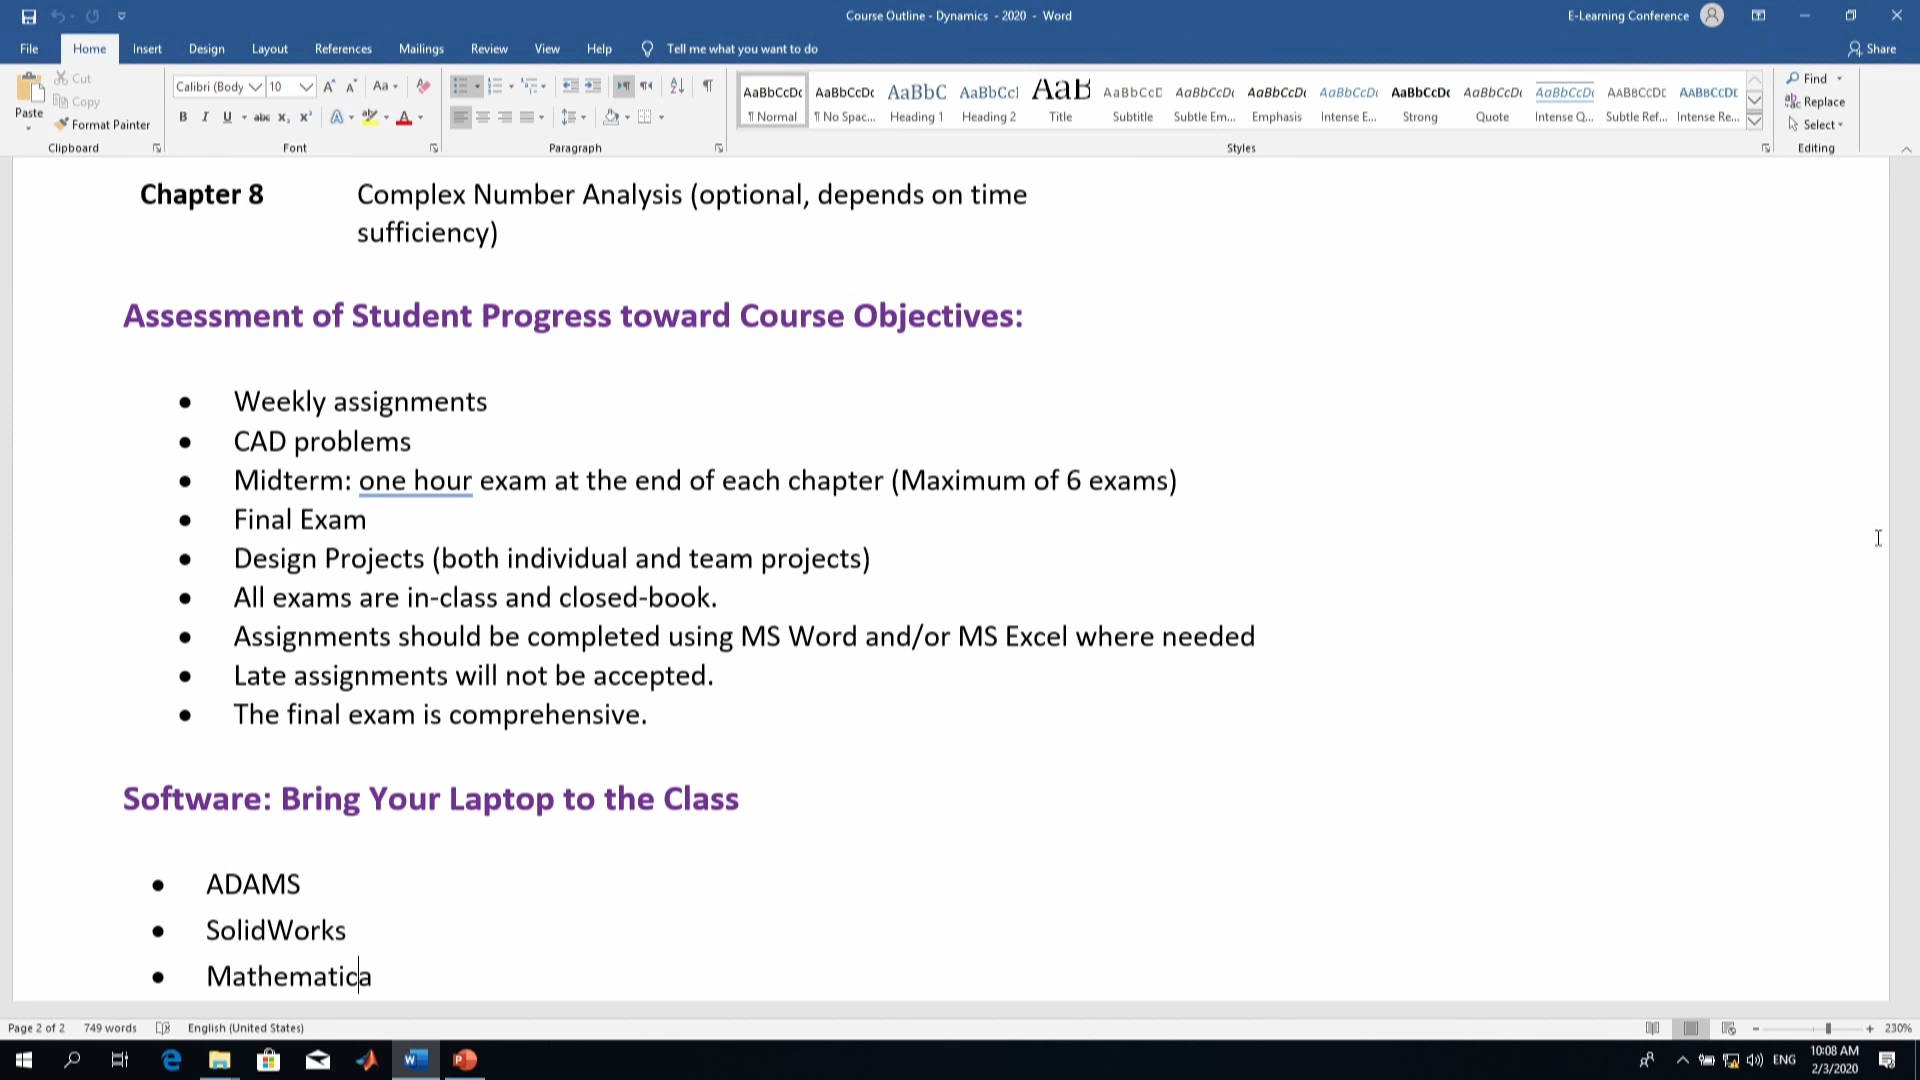 Course Outline - Dynamics - 2020 - Word
E-Learning Conference
File Home Insert Design Layout References Mailings Review View Help Tell me what you want to do Share
Paste Cut Copy Format Painter Clipboard
Calibri (Body 10 Font
Paragraph
AaBbCcDc AaBbCcDc AaBbC AaBbCcI AaB AaBbCcC AaBbCcDt AaBbCcDt AaBbCcDt AaBbCcDc AaBbCcDt AaBbCcDt AABBCCDC AABBCCDC
¶ Normal ¶ No Spac... Heading 1 Heading 2 Title Subtitle Subtle Em... Emphasis Intense E... Strong Quote Intense Q... Subtle Ref... Intense Re...
Styles
Find Replace Select Editing
Chapter 8 Complex Number Analysis (optional, depends on time
sufficiency)
Assessment of Student Progress toward Course Objectives:
• Weekly assignments
• CAD problems
• Midterm: one hour exam at the end of each chapter (Maximum of 6 exams)
• Final Exam
• Design Projects (both individual and team projects)
• All exams are in-class and closed-book.
• Assignments should be completed using MS Word and/or MS Excel where needed
• Late assignments will not be accepted.
• The final exam is comprehensive.
Software: Bring Your Laptop to the Class
• ADAMS
• SolidWorks
• Mathematica
Page 2 of 2 749 words English (United States) 230%
ENG 10:08 AM
2/3/2020